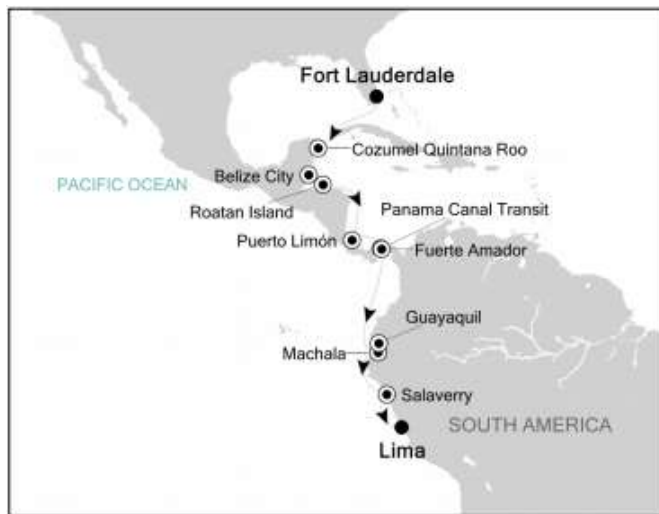 Fort Lauderdale
Cozumel Quintana Roo
Belize City
PACIFIC OCEAN
Roatan Island
Panama Canal Transit
Puerto Limón
Fuerte Amador
Guayaquil
Machala
Salaverry
SOUTH AMERICA
Lima